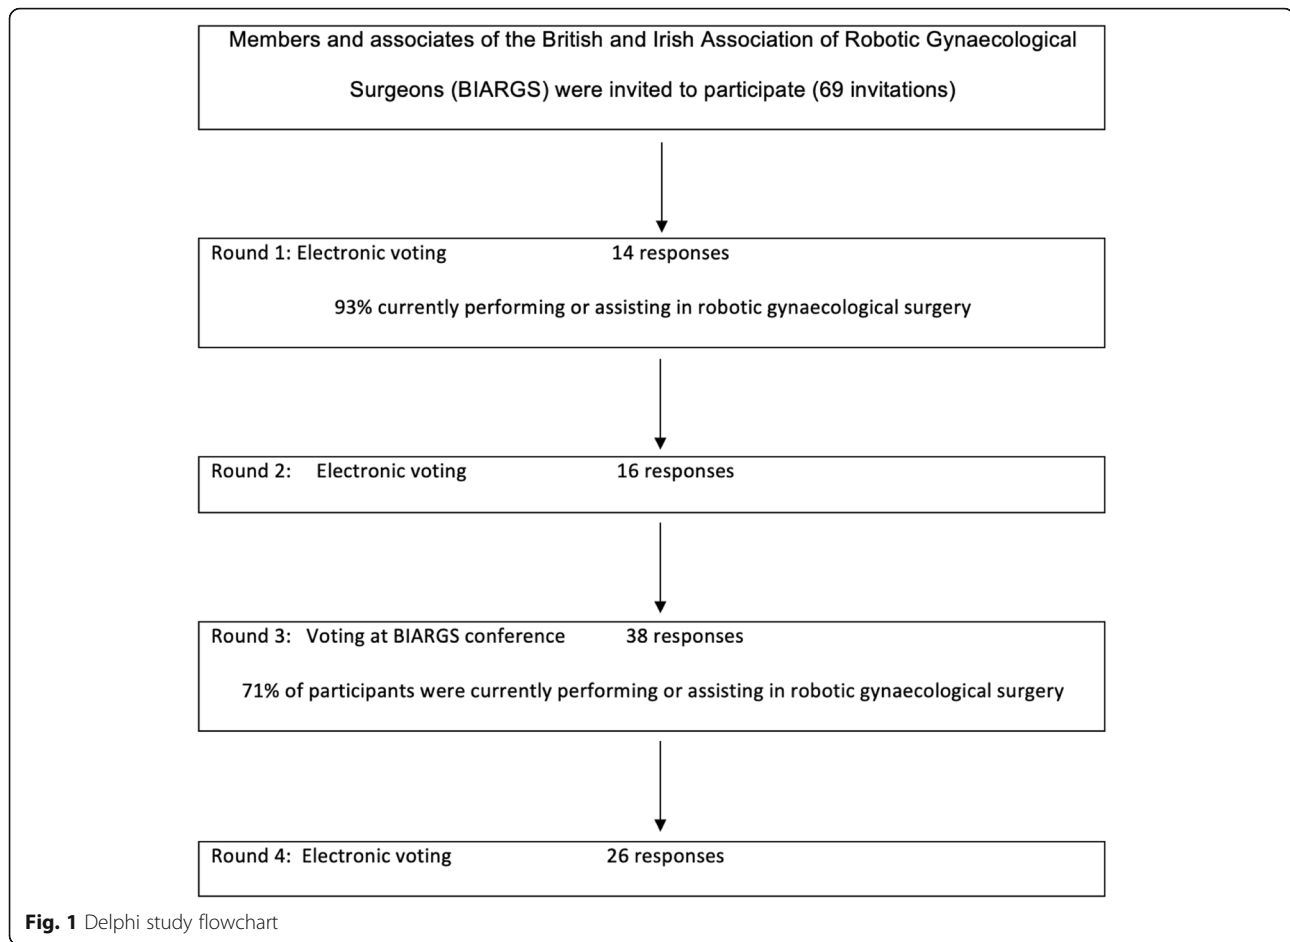 Members and associates of the British and Irish Association of Robotic Gynaecological
Surgeons (BIARGS) were invited to participate (69 invitations)
Round 1: Electronic voting 14 responses
93% currently performing or assisting in robotic gynaecological surgery
Round 2: Electronic voting 16 responses
Round 3: Voting at BIARGS conference 38 responses
71% of participants were currently performing or assisting in robotic gynaecological surgery
Round 4: Electronic voting 26 responses
Fig. 1 Delphi study flowchart